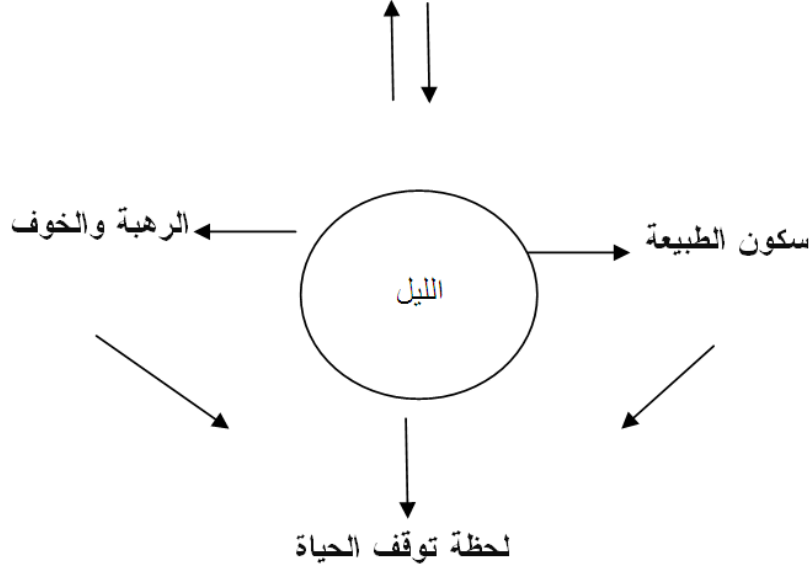 سكون الطبيعة
الرهبة والخوف
الليل
لحظة توقف الحياة